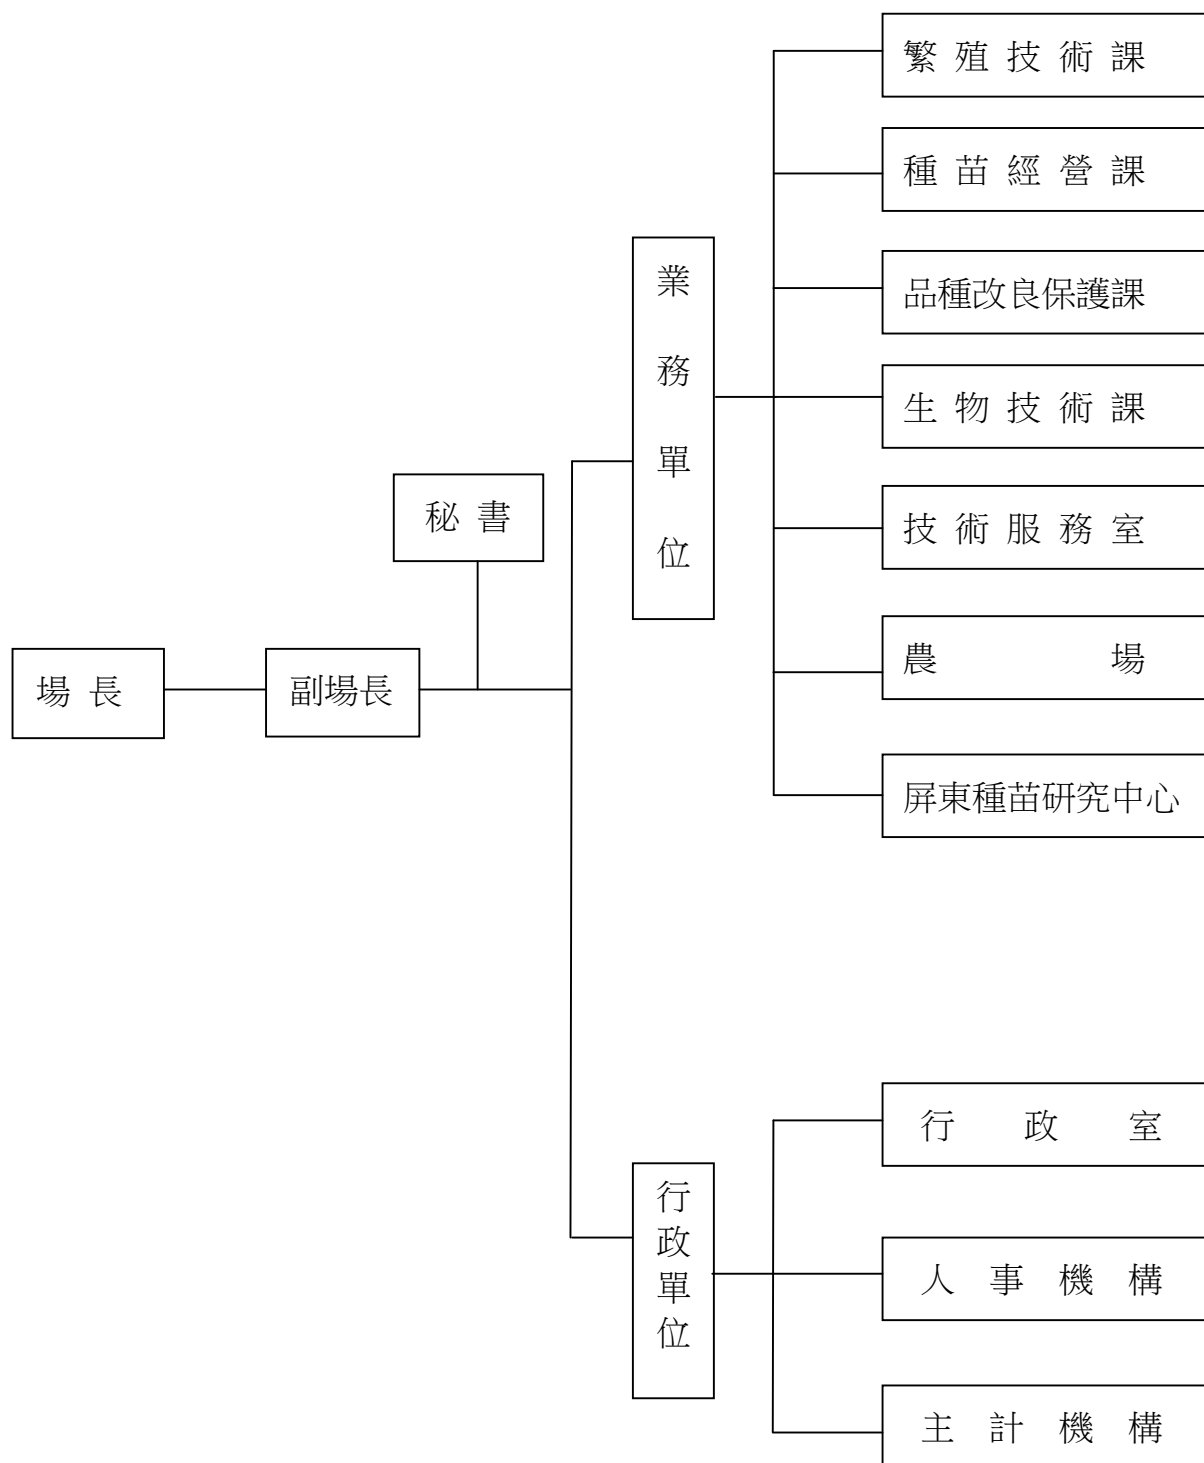 場長
副場長
秘書
業務單位
繁殖技術課
種苗經營課
品種改良保護課
生物技術課
技術服務室
農場
屏東種苗研究中心
行政單位
行政室
人事機構
主計機構